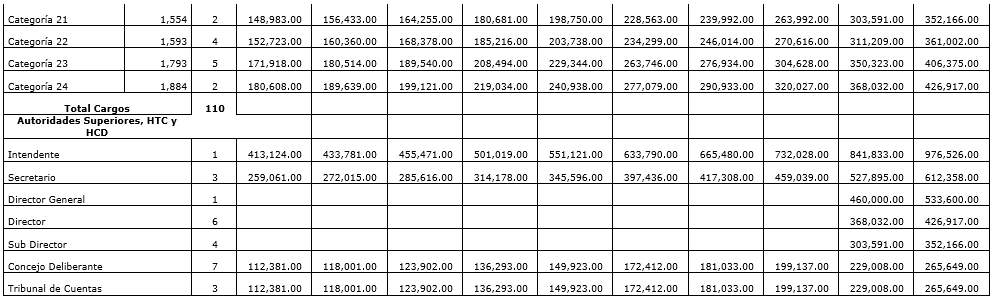 Categoría 21 1,554 2 148,983.00 156,433.00 164,255.00 180,681.00 198,750.00 228,563.00 239,992.00 263,992.00 303,591.00 352,166.00
Categoría 22 1,593 4 152,723.00 160,360.00 168,378.00 185,216.00 203,738.00 234,299.00 246,014.00 270,616.00 311,209.00 361,002.00
Categoría 23 1,793 5 171,918.00 180,514.00 189,540.00 208,494.00 229,344.00 263,746.00 276,934.00 304,628.00 350,323.00 406,375.00
Categoría 24 1,884 2 180,608.00 189,639.00 199,121.00 219,034.00 240,938.00 277,079.00 290,933.00 320,027.00 368,032.00 426,917.00
Total Cargos 110
Autoridades Superiores, HTC y
HCD
Intendente 1 413,124.00 433,781.00 455,471.00 501,019.00 551,121.00 633,790.00 665,480.00 732,028.00 841,833.00 976,526.00
Secretario 3 259,061.00 272,015.00 285,616.00 314,178.00 345,596.00 397,436.00 417,308.00 459,039.00 527,895.00 612,358.00
Director General 1 460,000.00 533,600.00
Director 6 368,032.00 426,917.00
Sub Director 4 303,591.00 352,166.00
Concejo Deliberante 7 112,381.00 118,001.00 123,902.00 136,293.00 149,923.00 172,412.00 181,033.00 199,137.00 229,008.00 265,649.00
Tribunal de Cuentas 3 112,381.00 118,001.00 123,902.00 136,293.00 149,923.00 172,412.00 181,033.00 199,137.00 229,008.00 265,649.00